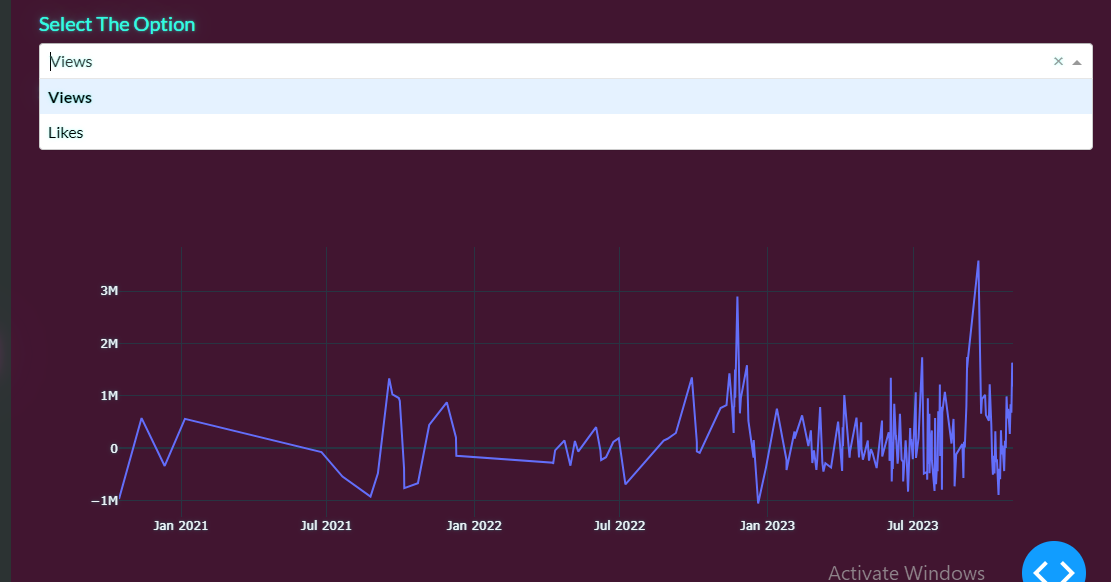 Select The Option
Views
Views
Likes
3M
2M
1M
0
−1M
Jan 2021 Jul 2021 Jan 2022 Jul 2022 Jan 2023 Jul 2023
Activate Windows